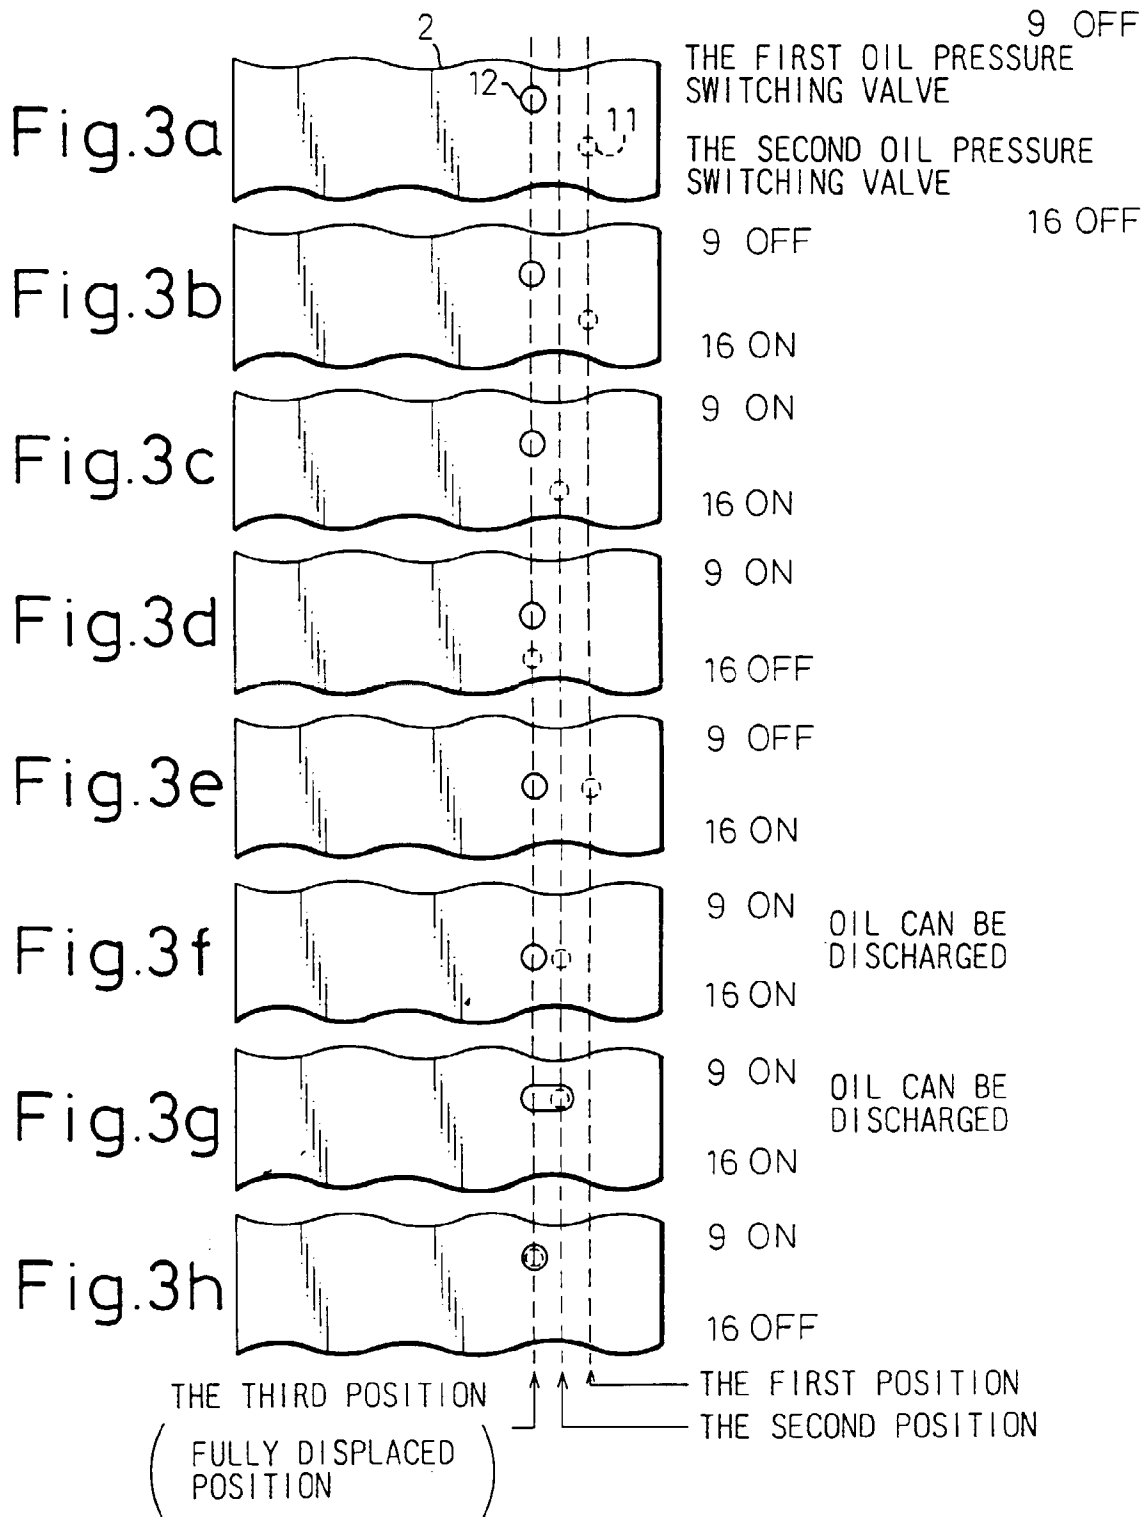 9 OFF
2
THE FIRST OIL PRESSURE
SWITCHING VALVE
12
Fig.3a
11
THE SECOND OIL PRESSURE
SWITCHING VALVE
16 OFF
9 OFF
Fig.3b
16 ON
9 ON
Fig.3c
16 ON
9 ON
Fig.3d
16 OFF
9 OFF
Fig.3e
16 ON
9 ON
OIL CAN BE
DISCHARGED
Fig.3f
16 ON
9 ON
OIL CAN BE
DISCHARGED
Fig.3g
16 ON
9 ON
Fig.3h
16 OFF
THE THIRD POSITION
THE FIRST POSITION
THE SECOND POSITION
(FULLY DISPLACED
POSITION)